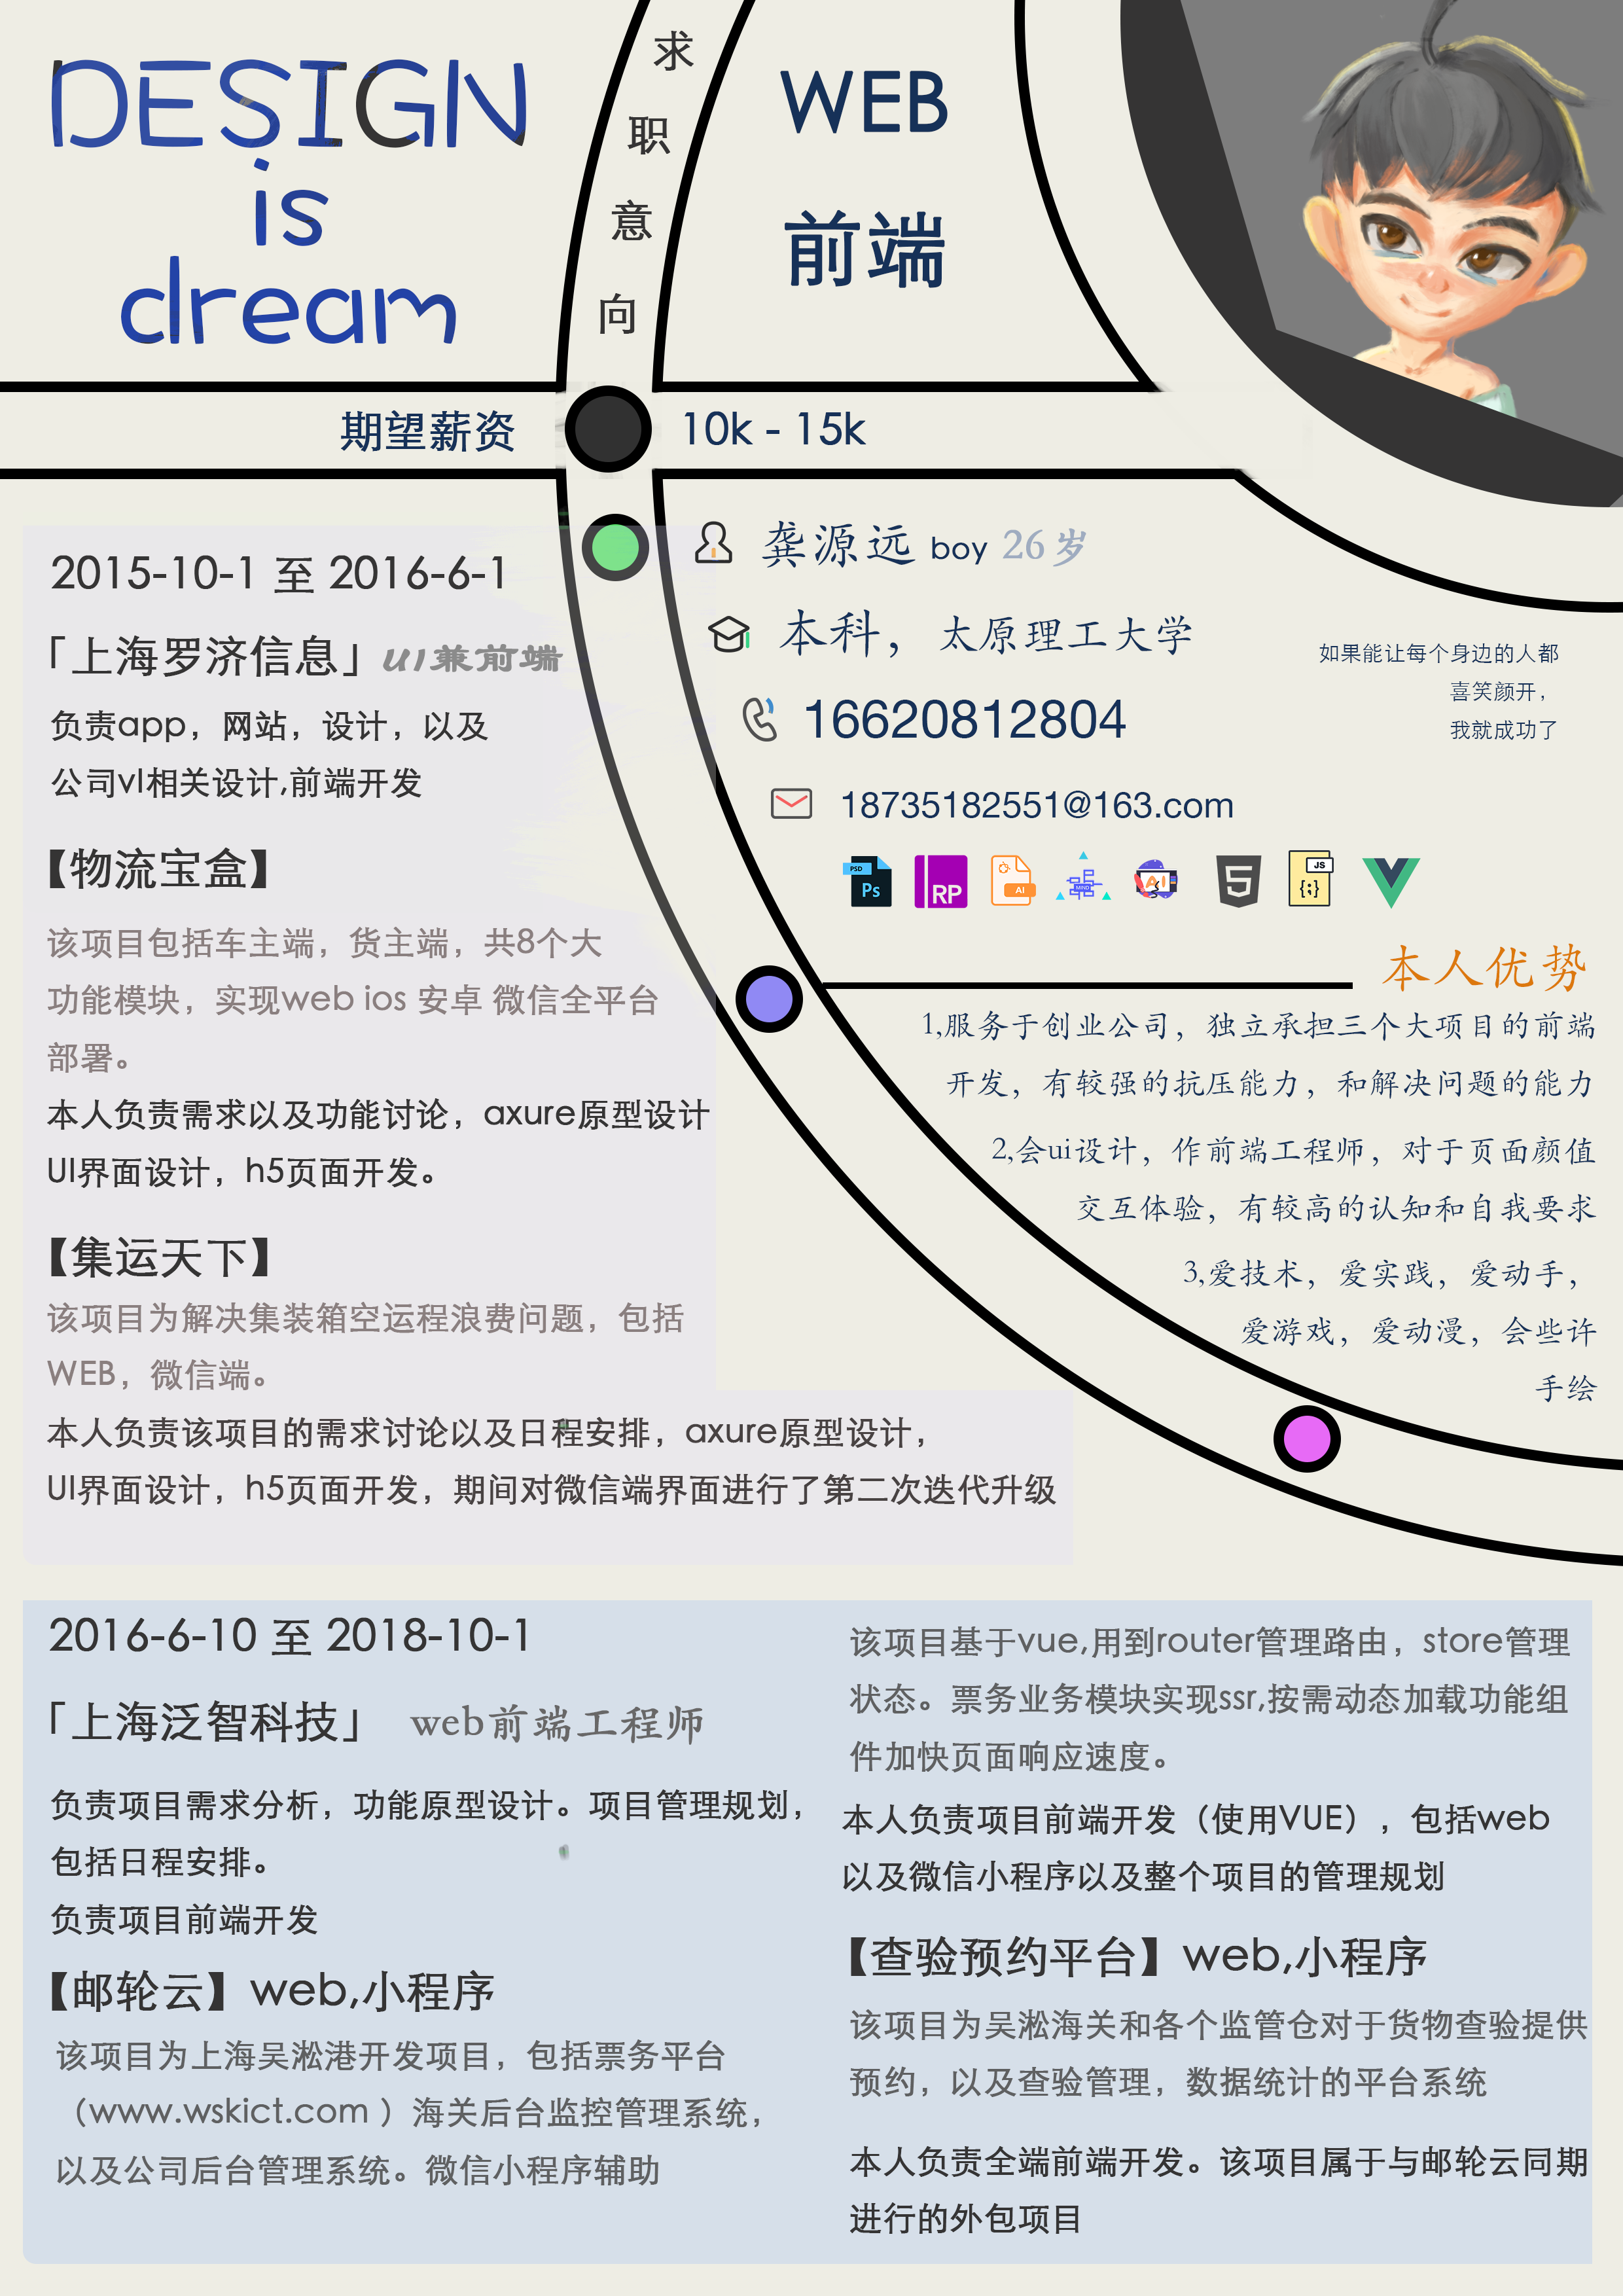 DESIGN
is
dream
求
职
意
向
WEB
前端
期望薪资
10k - 15k
龚源远 boy 26岁
本科，太原理工大学
16620812804
18735182551@163.com
如果能让每个身边的人都
喜笑颜开，
我就成功了
PSD
Ps
RP
AI
MIND
AI
5
JS
{;}
本人优势
1,服务于创业公司，独立承担三个大项目的前端
开发，有较强的抗压能力，和解决问题的能力
2,会ui设计，作前端工程师，对于页面颜值
交互体验，有较高的认知和自我要求
3,爱技术，爱实践，爱动手，
爱游戏，爱动漫，会些许
手绘
2015-10-1 至 2016-6-1
「上海罗济信息」UI兼前端
负责app，网站，设计，以及
公司vI相关设计,前端开发
【物流宝盒】
该项目包括车主端，货主端，共8个大
功能模块，实现web ios 安卓 微信全平台
部署。
本人负责需求以及功能讨论，axure原型设计
UI界面设计，h5页面开发。
【集运天下】
该项目为解决集装箱空运程浪费问题，包括
WEB，微信端。
本人负责该项目的需求讨论以及日程安排，axure原型设计，
UI界面设计，h5页面开发，期间对微信端界面进行了第二次迭代升级
2016-6-10 至 2018-10-1
「上海泛智科技」 web前端工程师
负责项目需求分析，功能原型设计。项目管理规划，
包括日程安排。
负责项目前端开发
【邮轮云】web,小程序
该项目为上海吴淞港开发项目，包括票务平台
（www.wskict.com ）海关后台监控管理系统，
以及公司后台管理系统。微信小程序辅助
该项目基于vue,用到router管理路由，store管理
状态。票务业务模块实现ssr,按需动态加载功能组
件加快页面响应速度。
本人负责项目前端开发（使用VUE），包括web
以及微信小程序以及整个项目的管理规划
【查验预约平台】web,小程序
该项目为吴淞海关和各个监管仓对于货物查验提供
预约，以及查验管理，数据统计的平台系统
本人负责全端前端开发。该项目属于与邮轮云同期
进行的外包项目